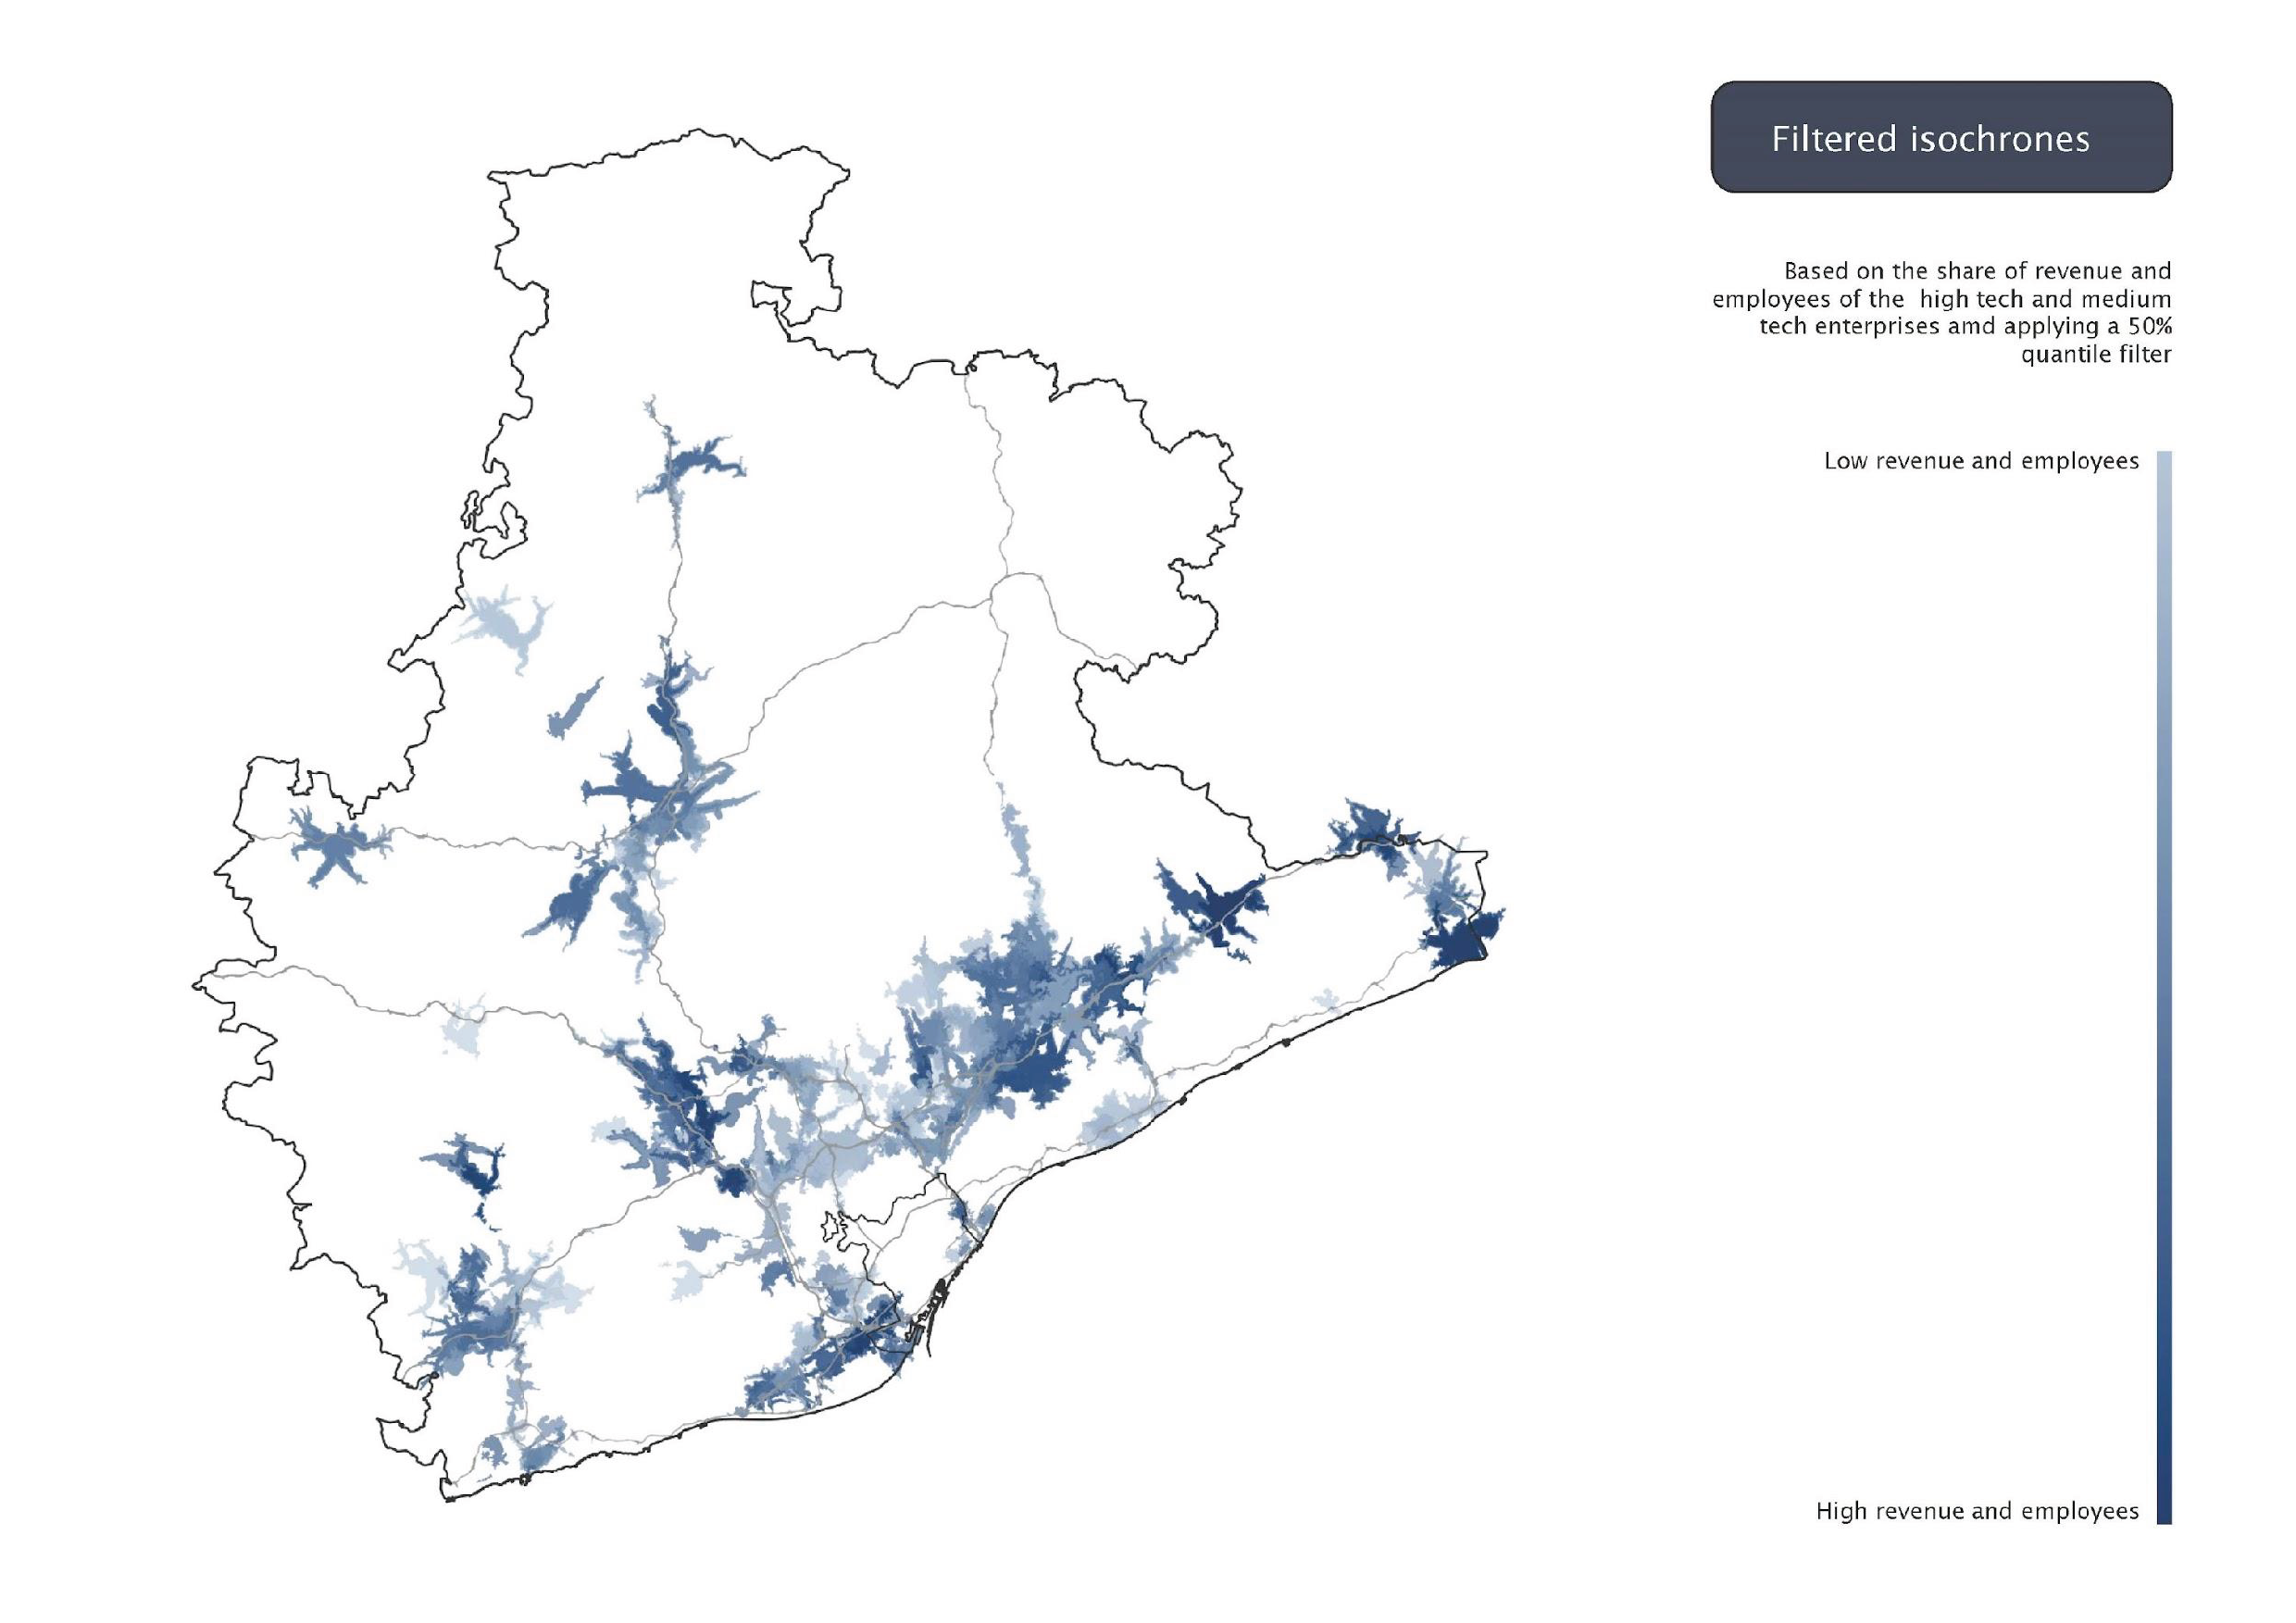 Filtered isochrones
Based on the share of revenue and
employees of the  high tech and medium
tech enterprises amd applying a 50%
quantile filter
Low revenue and employees
High revenue and employees